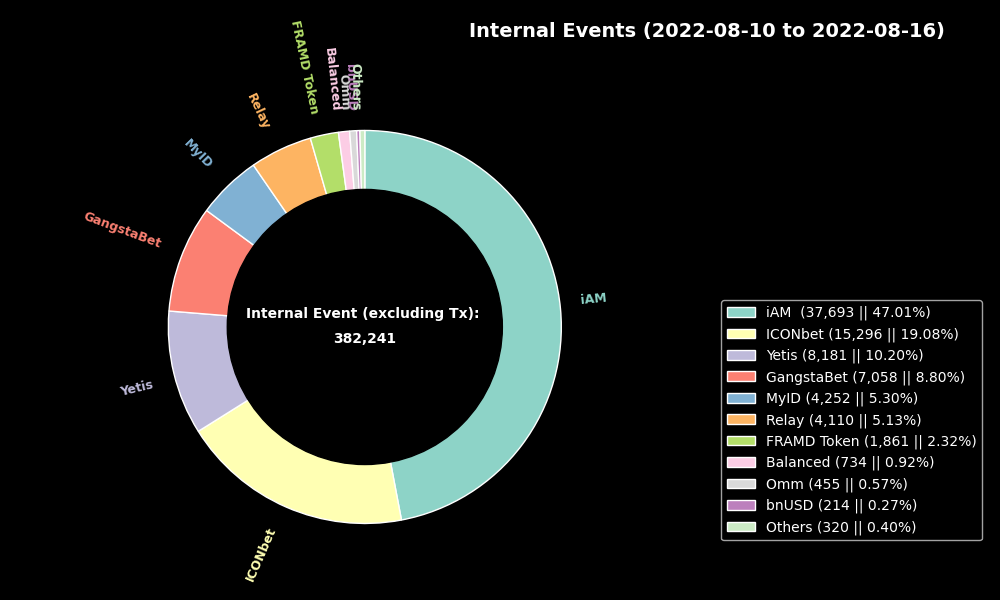 Internal Events (2022-08-10 to 2022-08-16)
FRAMD Token
Balanced
Omm
bnUSD
Others
Relay
MyID
GangstaBet
iAM
Yetis
ICONbet
Internal Event (excluding Tx):
382,241
iAM  (37,693 || 47.01%)
ICONbet (15,296 || 19.08%)
Yetis (8,181 || 10.20%)
GangstaBet (7,058 || 8.80%)
MyID (4,252 || 5.30%)
Relay (4,110 || 5.13%)
FRAMD Token (1,861 || 2.32%)
Balanced (734 || 0.92%)
Omm (455 || 0.57%)
bnUSD (214 || 0.27%)
Others (320 || 0.40%)